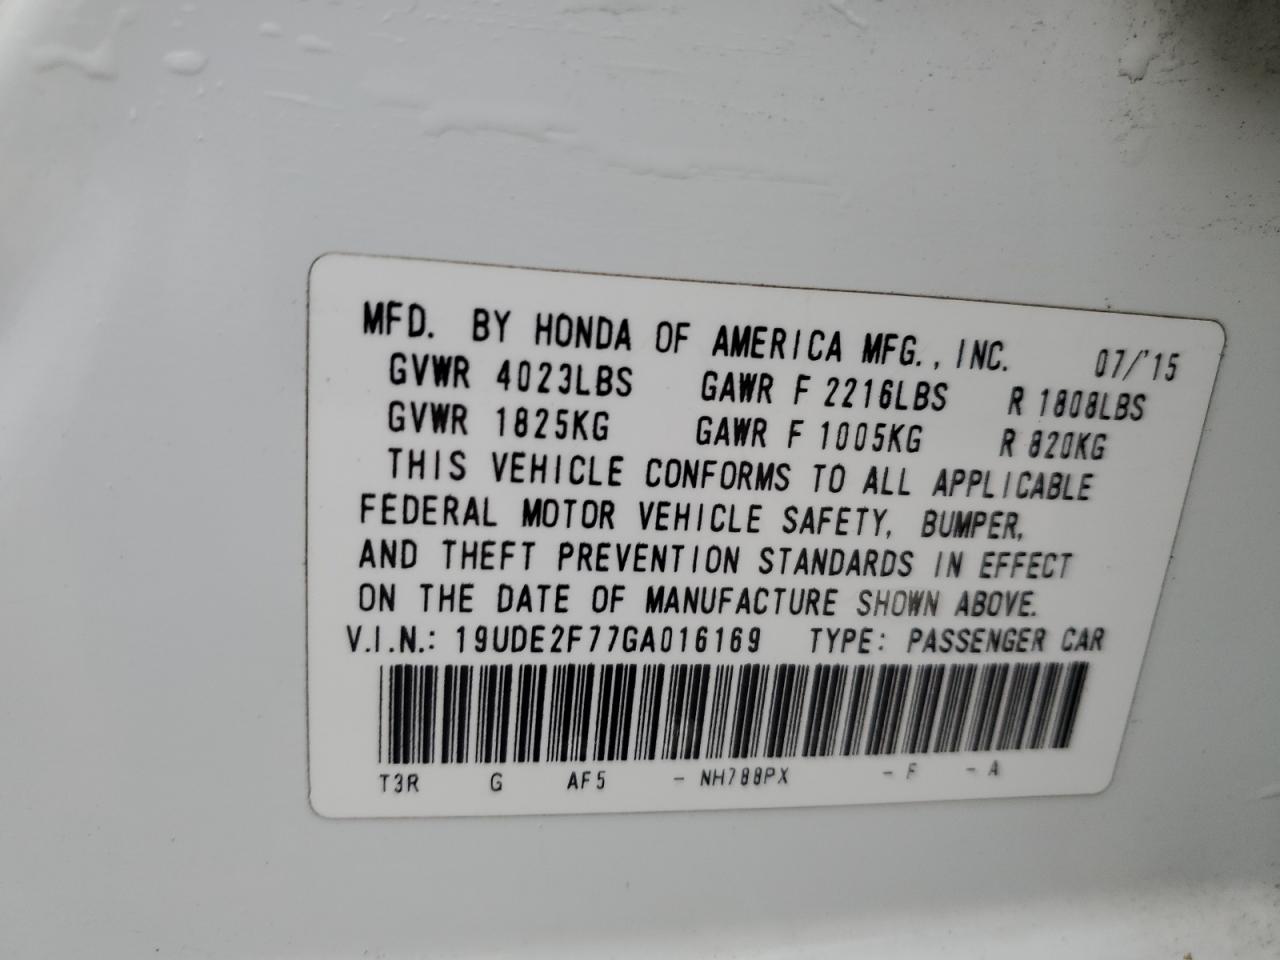 MFD. BY HONDA OF AMERICA MFG., INC. 07/'15
GVWR 4023LBS GAWR F 2216LBS R 1808LBS
GVWR 1825KG GAWR F 1005KG R 820KG
THIS VEHICLE CONFORMS TO ALL APPLICABLE
FEDERAL MOTOR VEHICLE SAFETY, BUMPER,
AND THEFT PREVENTION STANDARDS IN EFFECT
ON THE DATE OF MANUFACTURE SHOWN ABOVE.
V.I.N.: 19UDE2F77GA016169 TYPE: PASSENGER CAR
T3R G AF5 - NH788PX - F - A